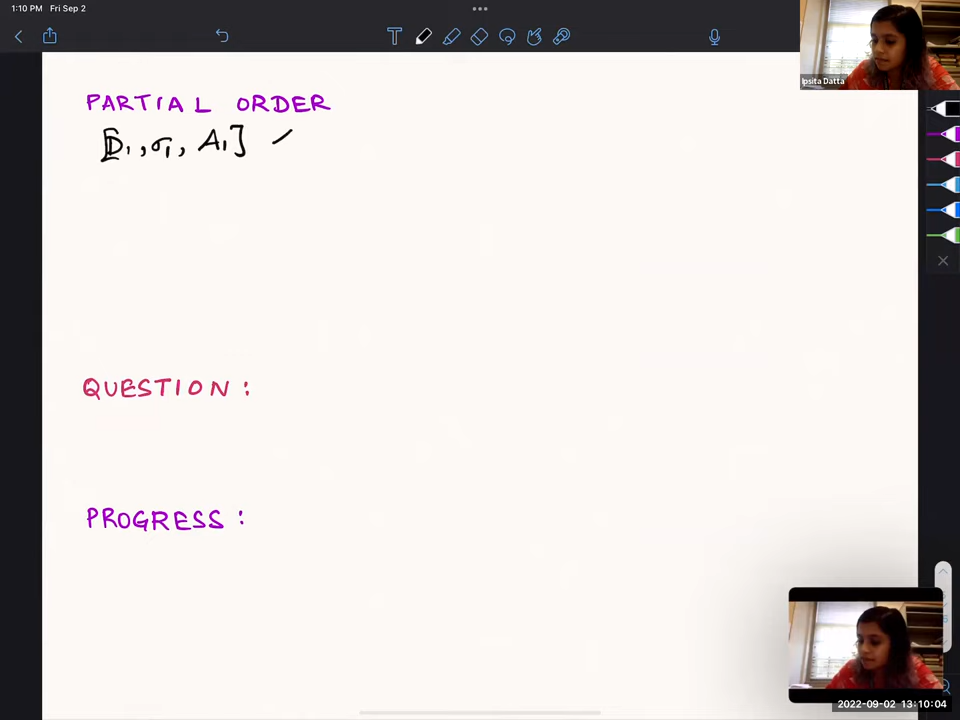 1:10 PM Fri Sep 2
Ipsita Datta
PARTIAL ORDER
[D₁, σ₁, A₁]
QUESTION :
PROGRESS :
2022-09-02 13:10:04